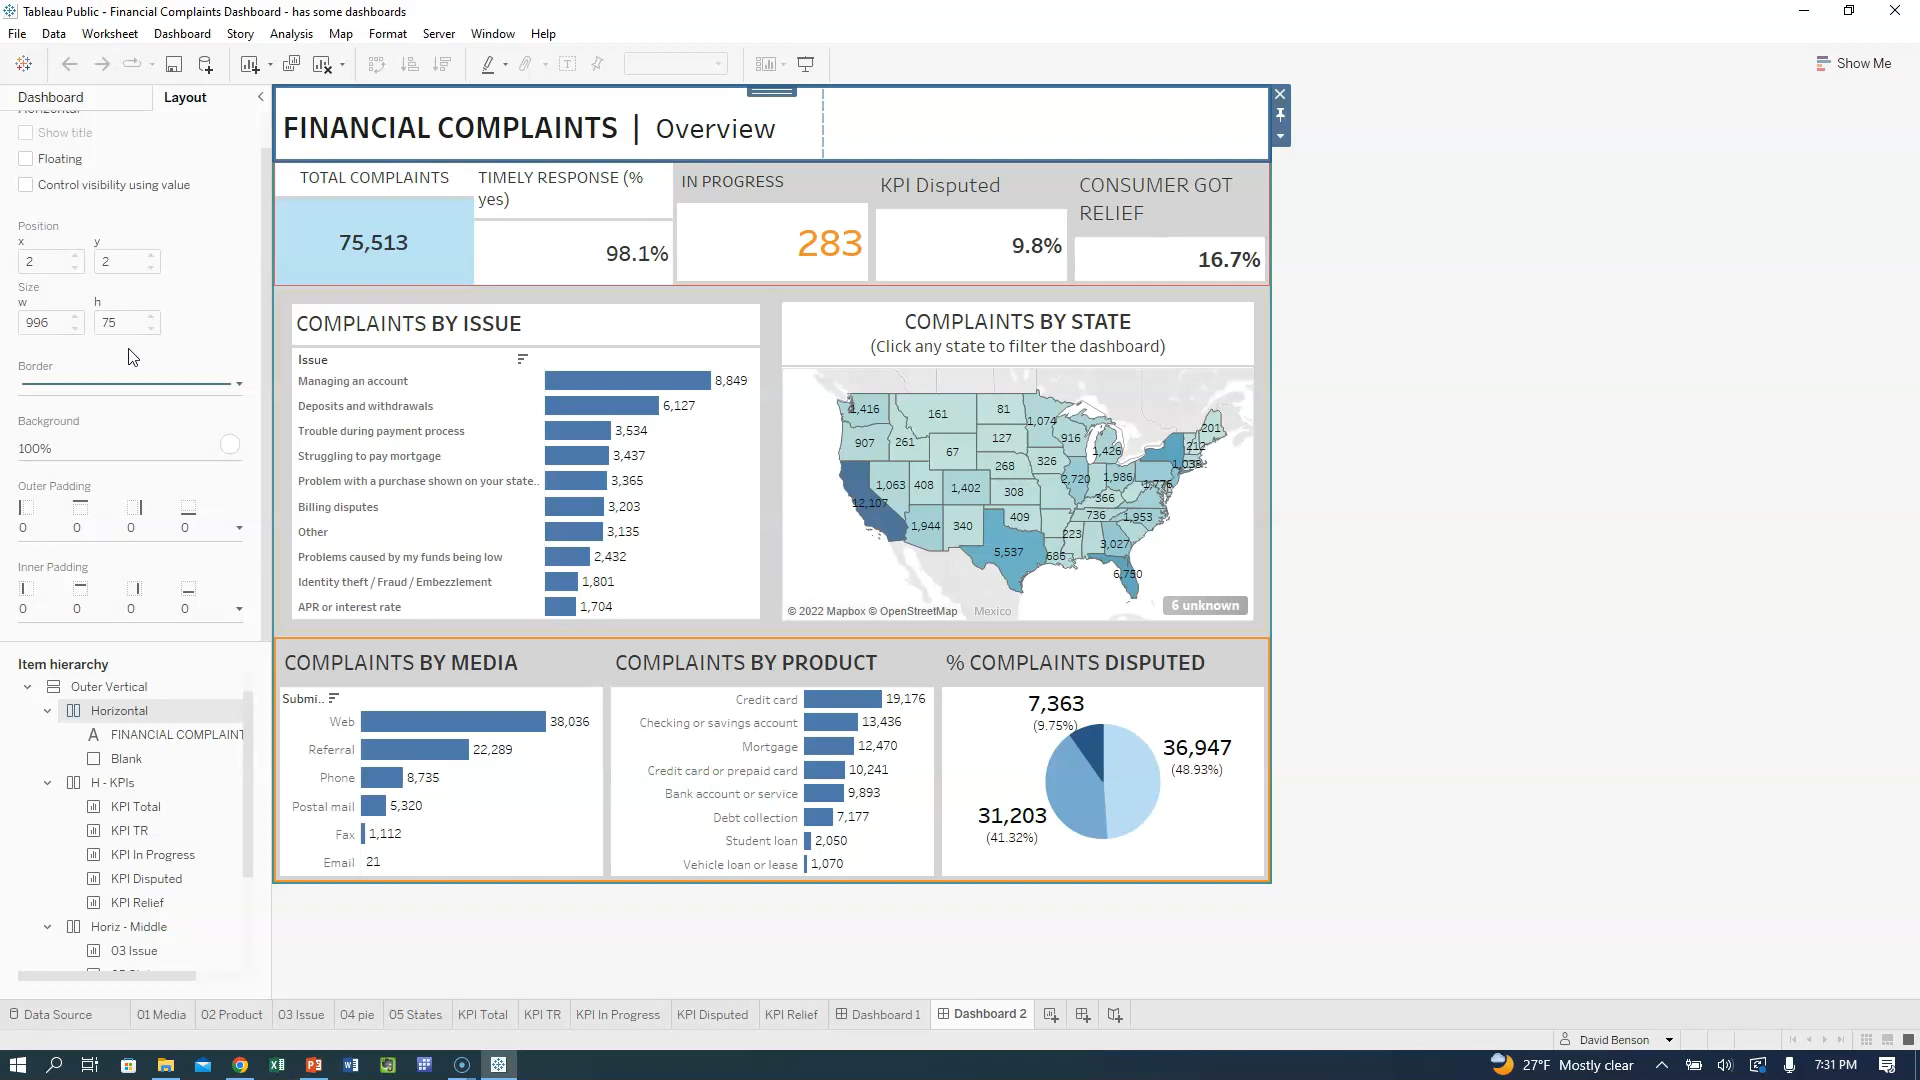 Tableau Public - Financial Complaints Dashboard - has some dashboards
File Data Worksheet Dashboard Story Analysis Map Format Server Window Help
Show Me
Dashboard Layout
Horizontal
Show title
Floating
Control visibility using value
Position
x y
2 2
Size
w h
996 75
Border
Background
100%
Outer Padding
0 0 0 0
Inner Padding
0 0 0 0
Item hierarchy
Outer Vertical
Horizontal
A FINANCIAL COMPLAINT
Blank
H - KPIs
KPI Total
KPI TR
KPI In Progress
KPI Disputed
KPI Relief
Horiz - Middle
03 Issue
FINANCIAL COMPLAINTS | Overview
TOTAL COMPLAINTS
75,513
TIMELY RESPONSE (%
yes)
98.1%
IN PROGRESS
283
KPI Disputed
9.8%
CONSUMER GOT
RELIEF
16.7%
COMPLAINTS BY ISSUE
Issue
Managing an account 8,849
Deposits and withdrawals 6,127
Trouble during payment process 3,534
Struggling to pay mortgage 3,437
Problem with a purchase shown on your state.. 3,365
Billing disputes 3,203
Other 3,135
Problems caused by my funds being low 2,432
Identity theft / Fraud / Embezzlement 1,801
APR or interest rate 1,704
COMPLAINTS BY STATE
(Click any state to filter the dashboard)
1,416 161 81 1,074 201
907 261 67 127 916 1,426 212
268 326 1,038
1,063 408 1,402 308 2,720 1,986 1,776
12,107 366
1,944 340 409 736 1,953
5,537 686 223 3,027
6,750
© 2022 Mapbox © OpenStreetMap Mexico
6 unknown
COMPLAINTS BY MEDIA
Submi..
Web 38,036
Referral 22,289
Phone 8,735
Postal mail 5,320
Fax 1,112
Email 21
COMPLAINTS BY PRODUCT
Credit card 19,176
Checking or savings account 13,436
Mortgage 12,470
Credit card or prepaid card 10,241
Bank account or service 9,893
Debt collection 7,177
Student loan 2,050
Vehicle loan or lease 1,070
% COMPLAINTS DISPUTED
7,363
(9.75%)
36,947
(48.93%)
31,203
(41.32%)
Data Source 01 Media 02 Product 03 Issue 04 pie 05 States KPI Total KPI TR KPI In Progress KPI Disputed KPI Relief Dashboard 1 Dashboard 2
David Benson
27°F Mostly clear 7:31 PM